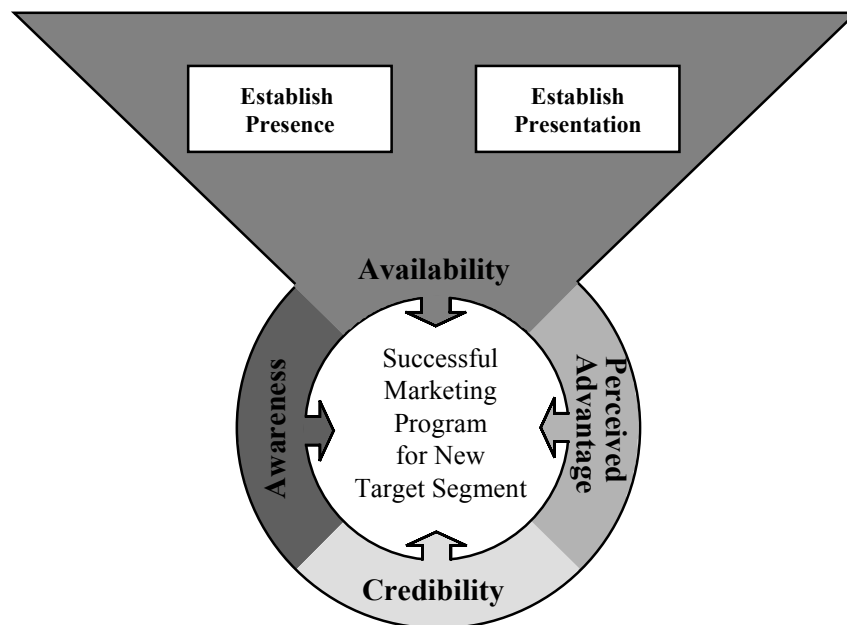 Establish
Presence
Establish
Presentation
Availability
Awareness
Successful
Marketing
Program
for New
Target Segment
Perceived
Advantage
Credibility